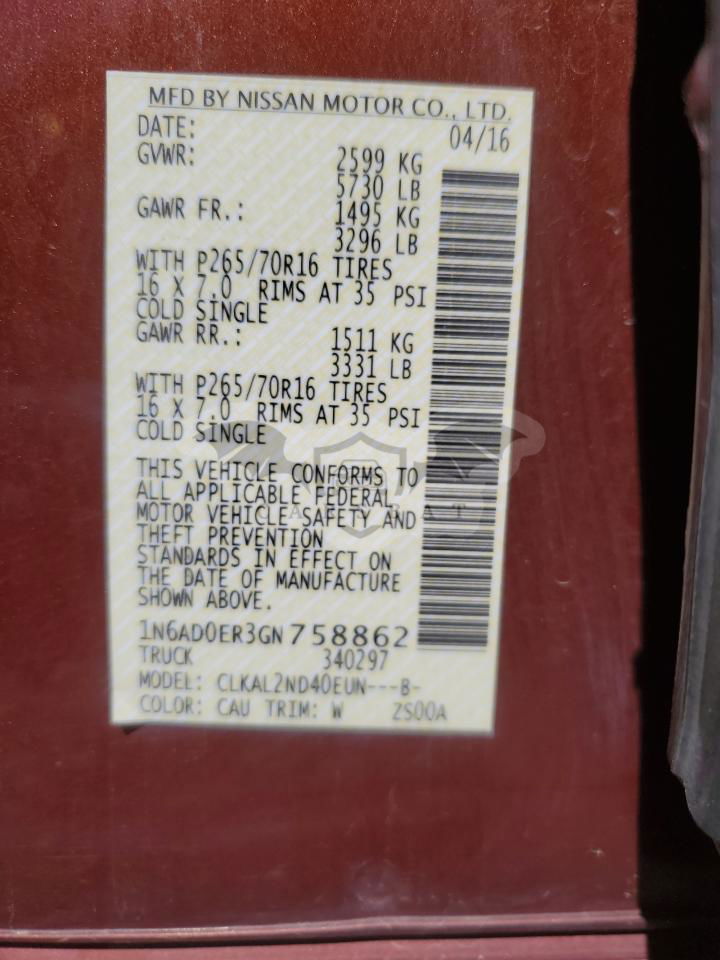 MFD BY NISSAN MOTOR CO., LTD.
DATE: 04/16
GVWR: 2599 KG
5730 LB
GAWR FR.: 1495 KG
3296 LB
WITH P265/70R16 TIRES
16 X 7.0 RIMS AT 35 PSI
COLD SINGLE
GAWR RR.: 1511 KG
3331 LB
WITH P265/70R16 TIRES
16 X 7.0 RIMS AT 35 PSI
COLD SINGLE
THIS VEHICLE CONFORMS TO
ALL APPLICABLE FEDERAL
MOTOR VEHICLE SAFETY AND
THEFT PREVENTION
STANDARDS IN EFFECT ON
THE DATE OF MANUFACTURE
SHOWN ABOVE.
1N6AD0ER3GN758862
TRUCK 340297
MODEL: CLKAL2ND40EUN---B-
COLOR: CAU TRIM: W ZS00A